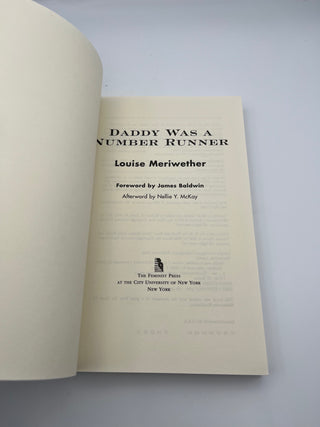 DADDY WAS A
NUMBER RUNNER
Louise Meriwether
Foreword by James Baldwin
Afterword by Nellie Y. McKay
THE FEMINIST PRESS
AT THE CITY UNIVERSITY OF NEW YORK
NEW YORK